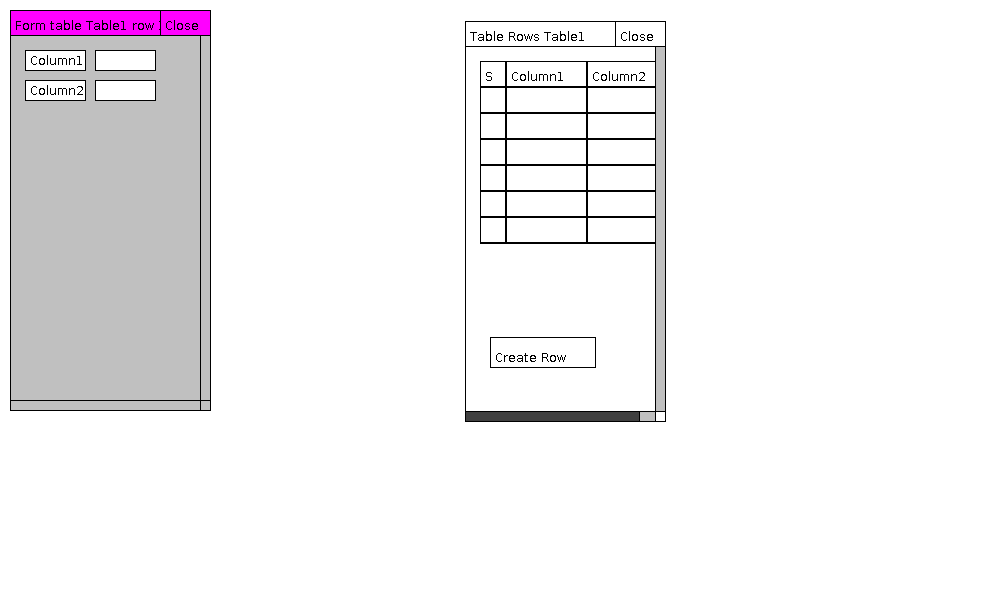 Form table Table1 row Close
Column1
Column2
Table Rows Table1 Close
S Column1 Column2
Create Row